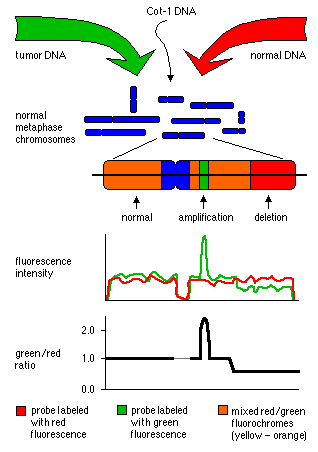 Cot-1 DNA
tumor DNA
normal DNA
normal
metaphase
chromosomes
normal
amplification
deletion
fluorescence
intensity
green/red
ratio
2.0
1.0
0.0
probe labeled
with red
fluorescence
probe labeled
with green
fluorescence
mixed red/green
fluorochromes
(yellow – orange)